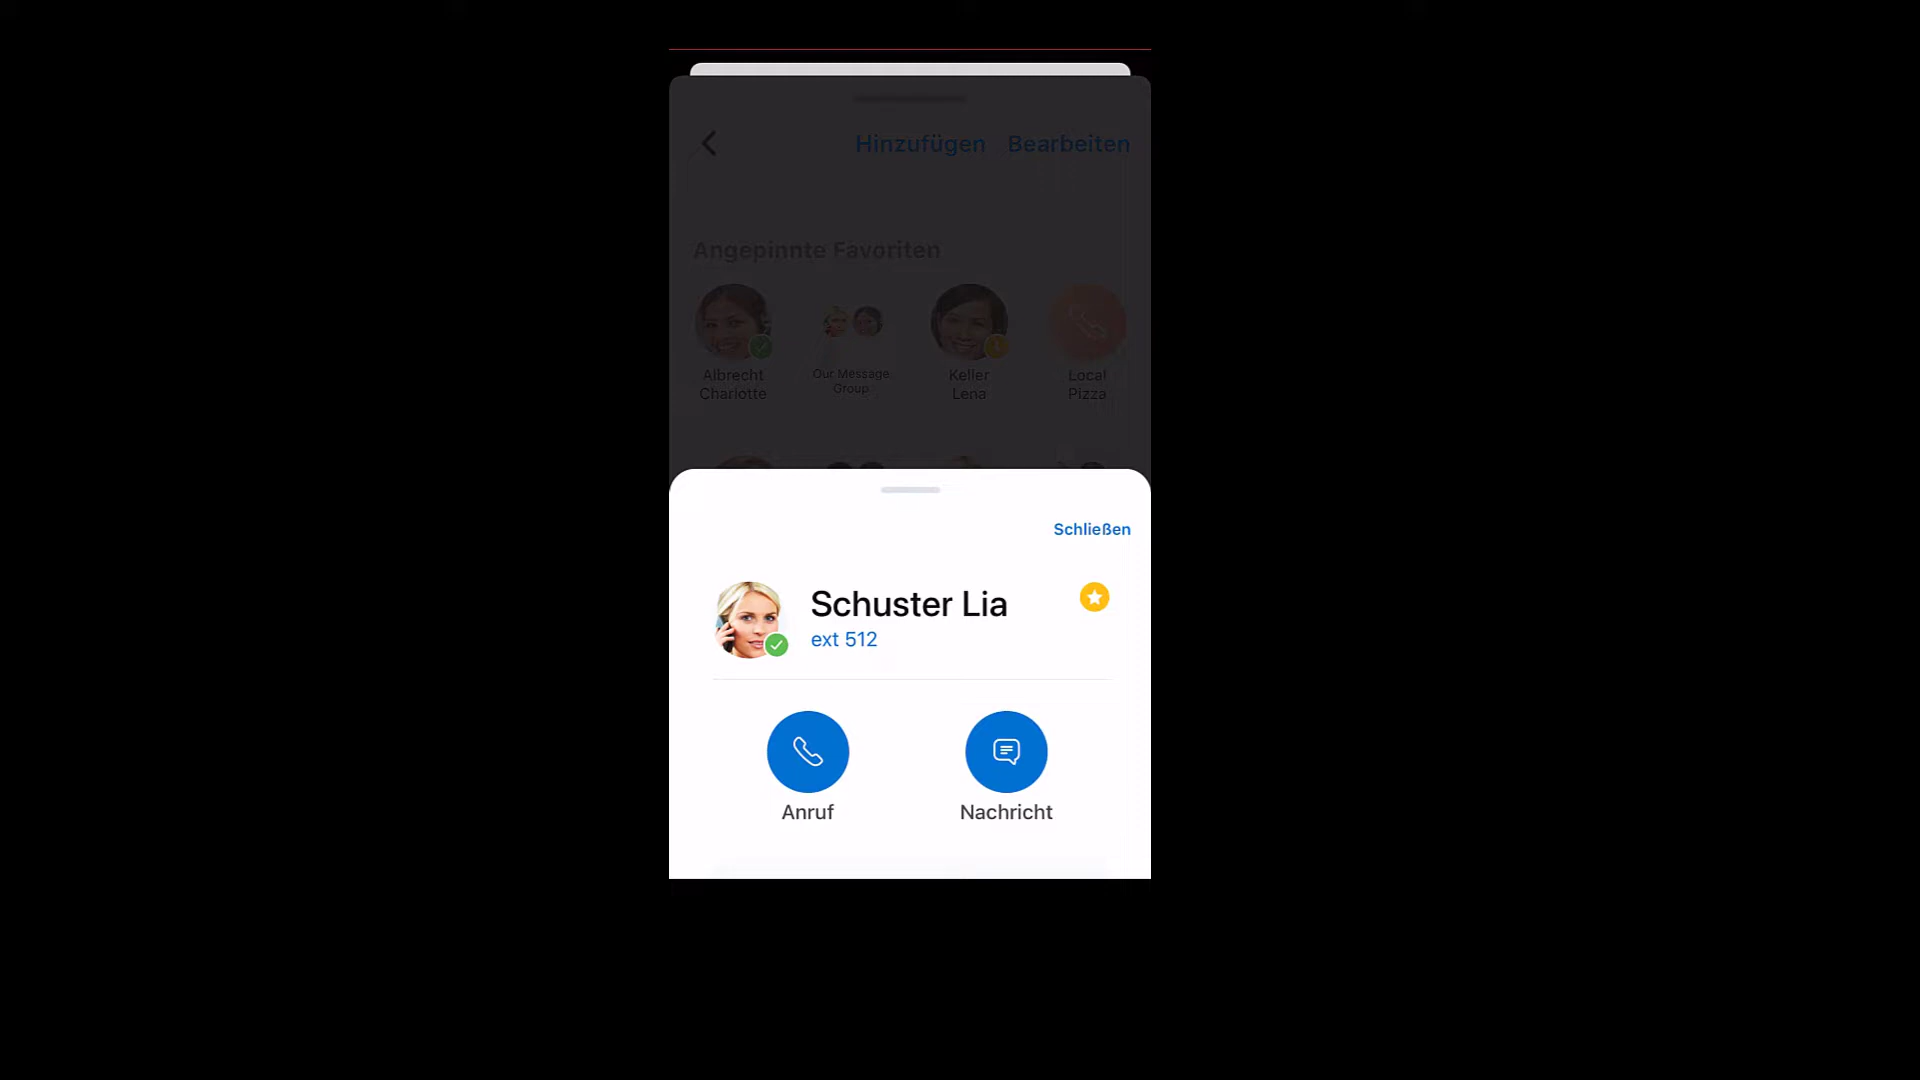 Hinzufügen Bearbeiten
Angepinnte Favoriten
Albrecht
Charlotte
Our Message
Group
Keller
Lena
Local
Pizza
Schließen
Schuster Lia
ext 512
Anruf
Nachricht